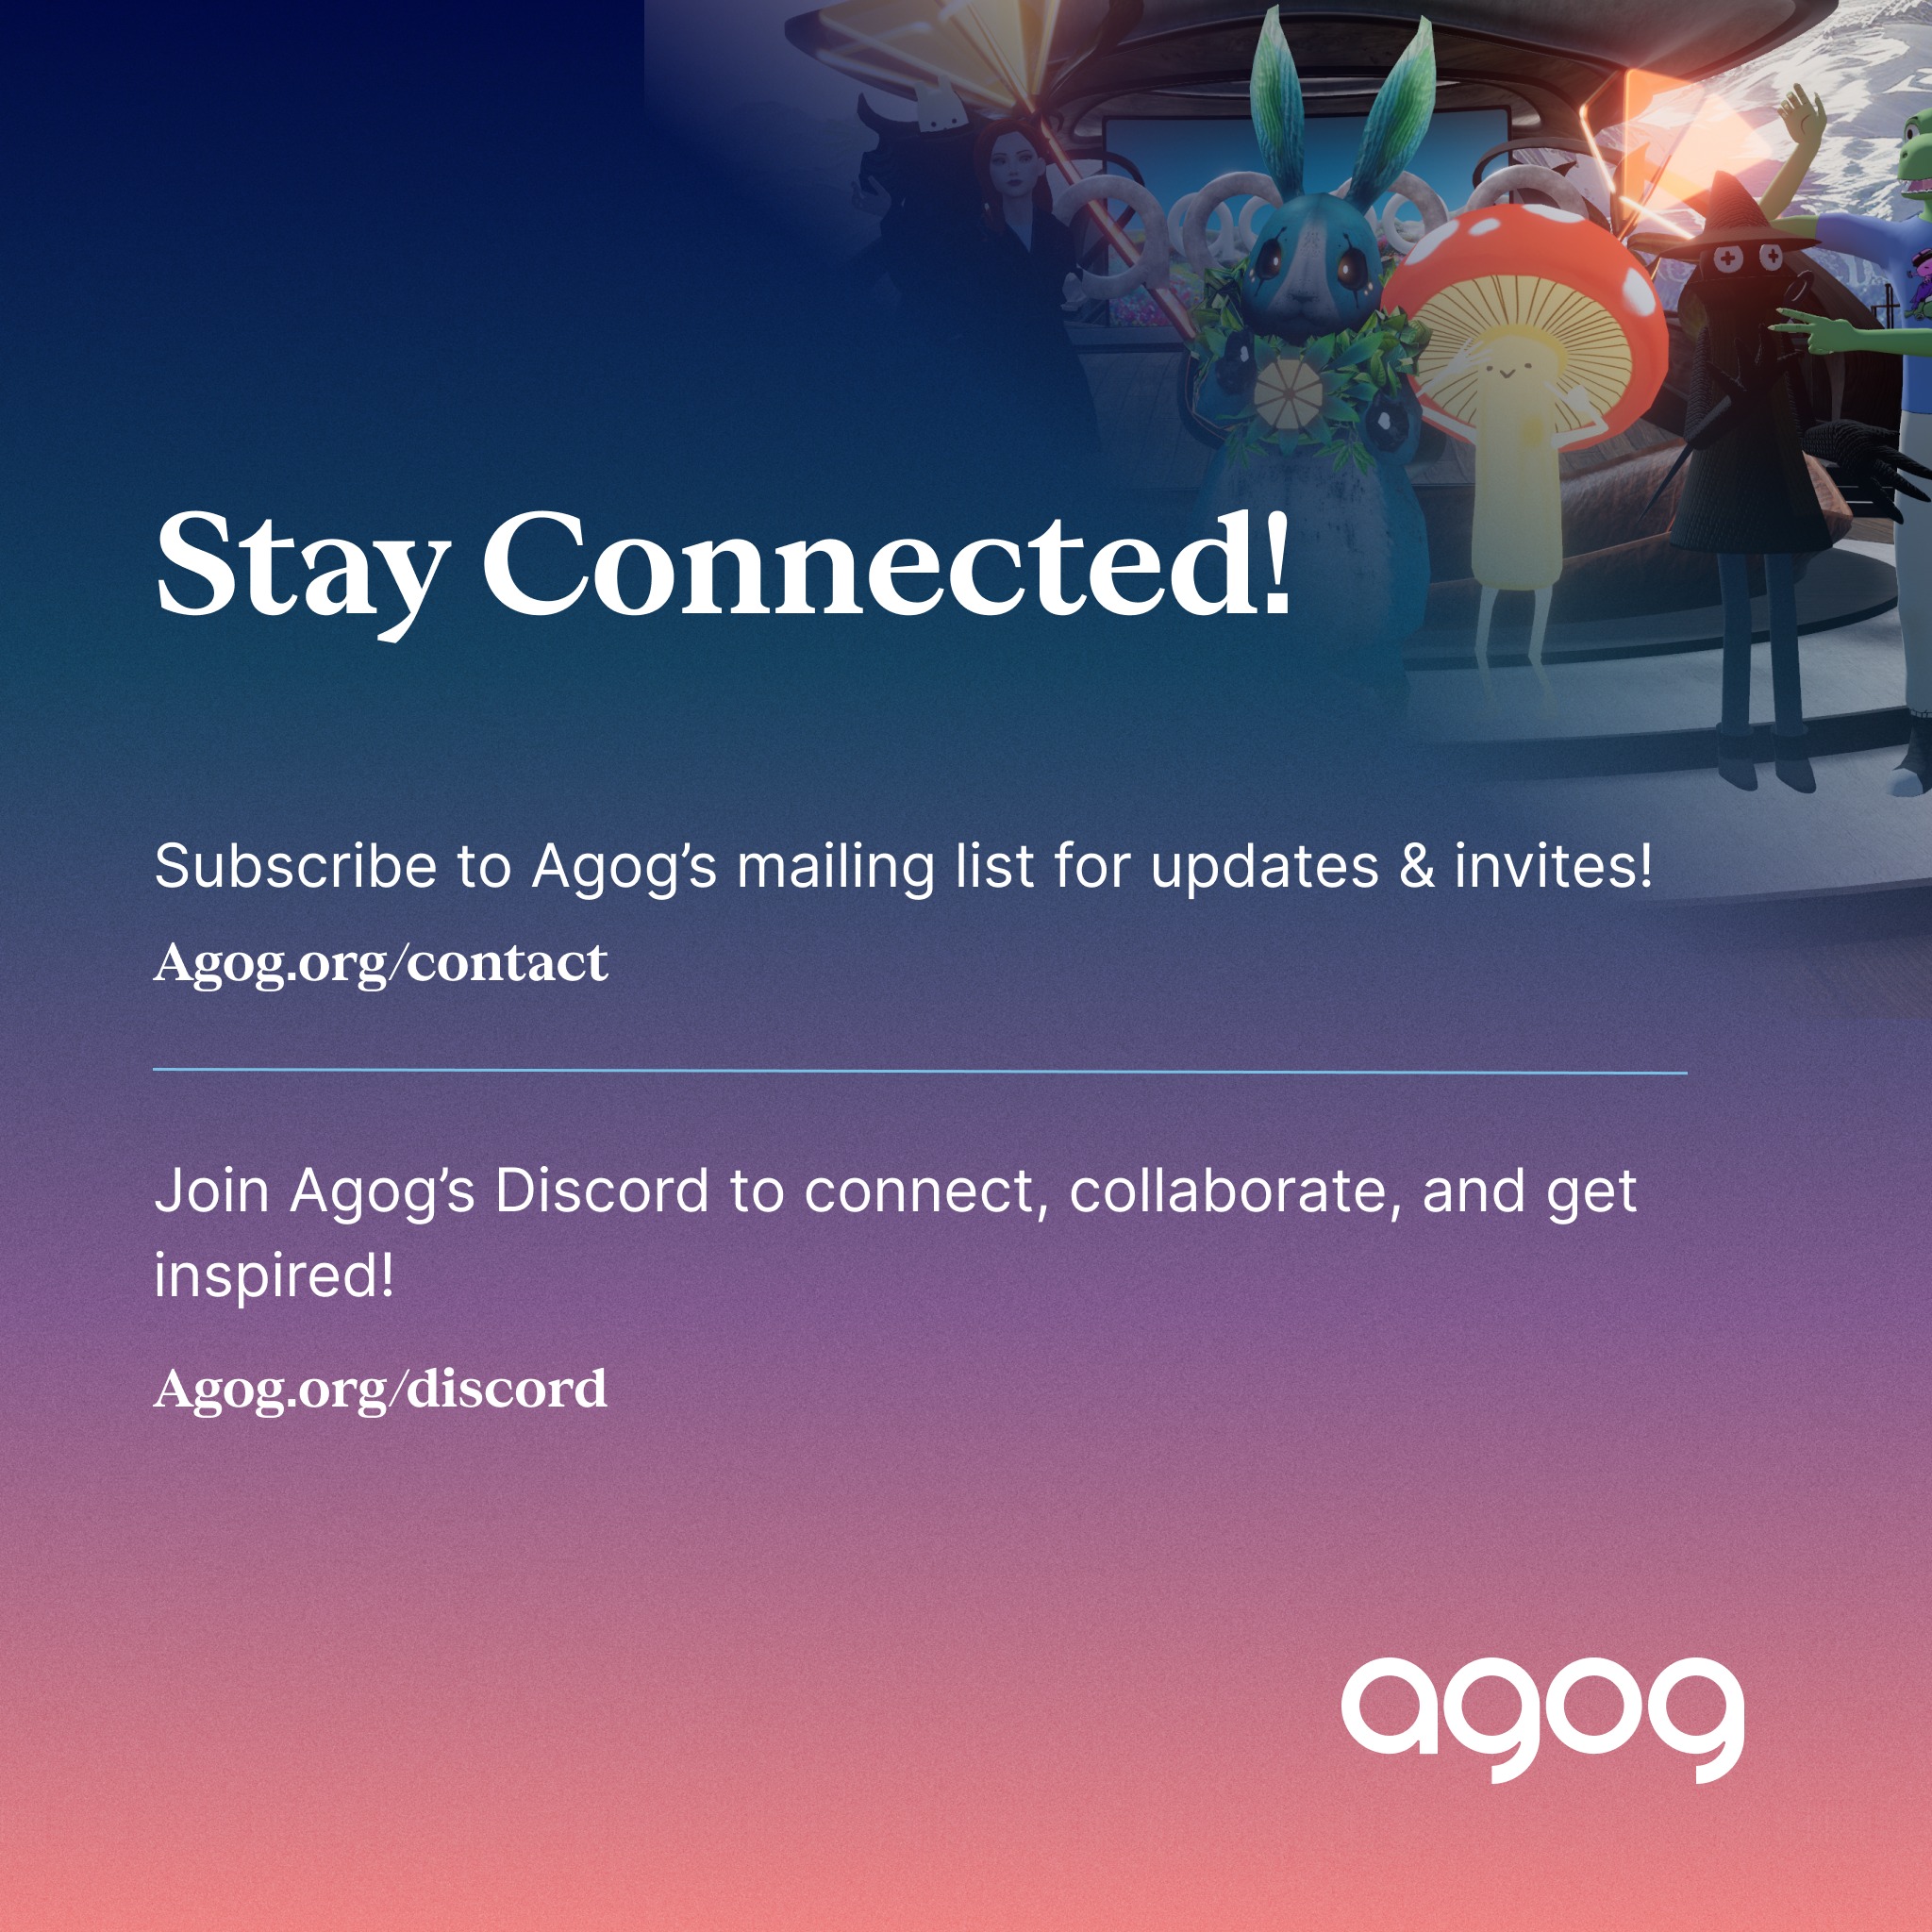 Stay Connected!
Subscribe to Agog’s mailing list for updates & invites!
Agog.org/contact
Join Agog’s Discord to connect, collaborate, and get
inspired!
Agog.org/discord
agog